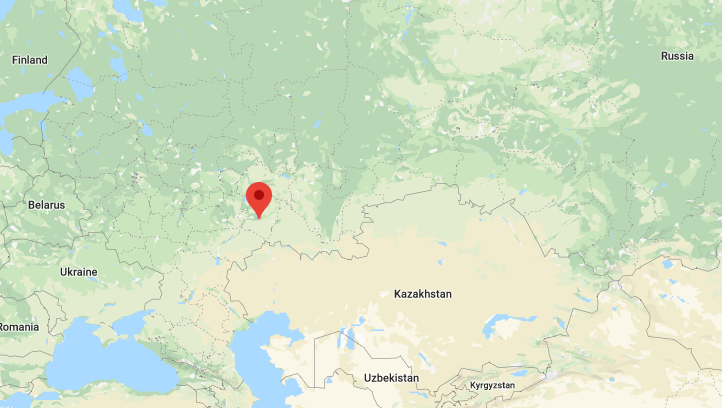 Finland
Russia
Belarus
Ukraine
Kazakhstan
Romania
Uzbekistan
Kyrgyzstan